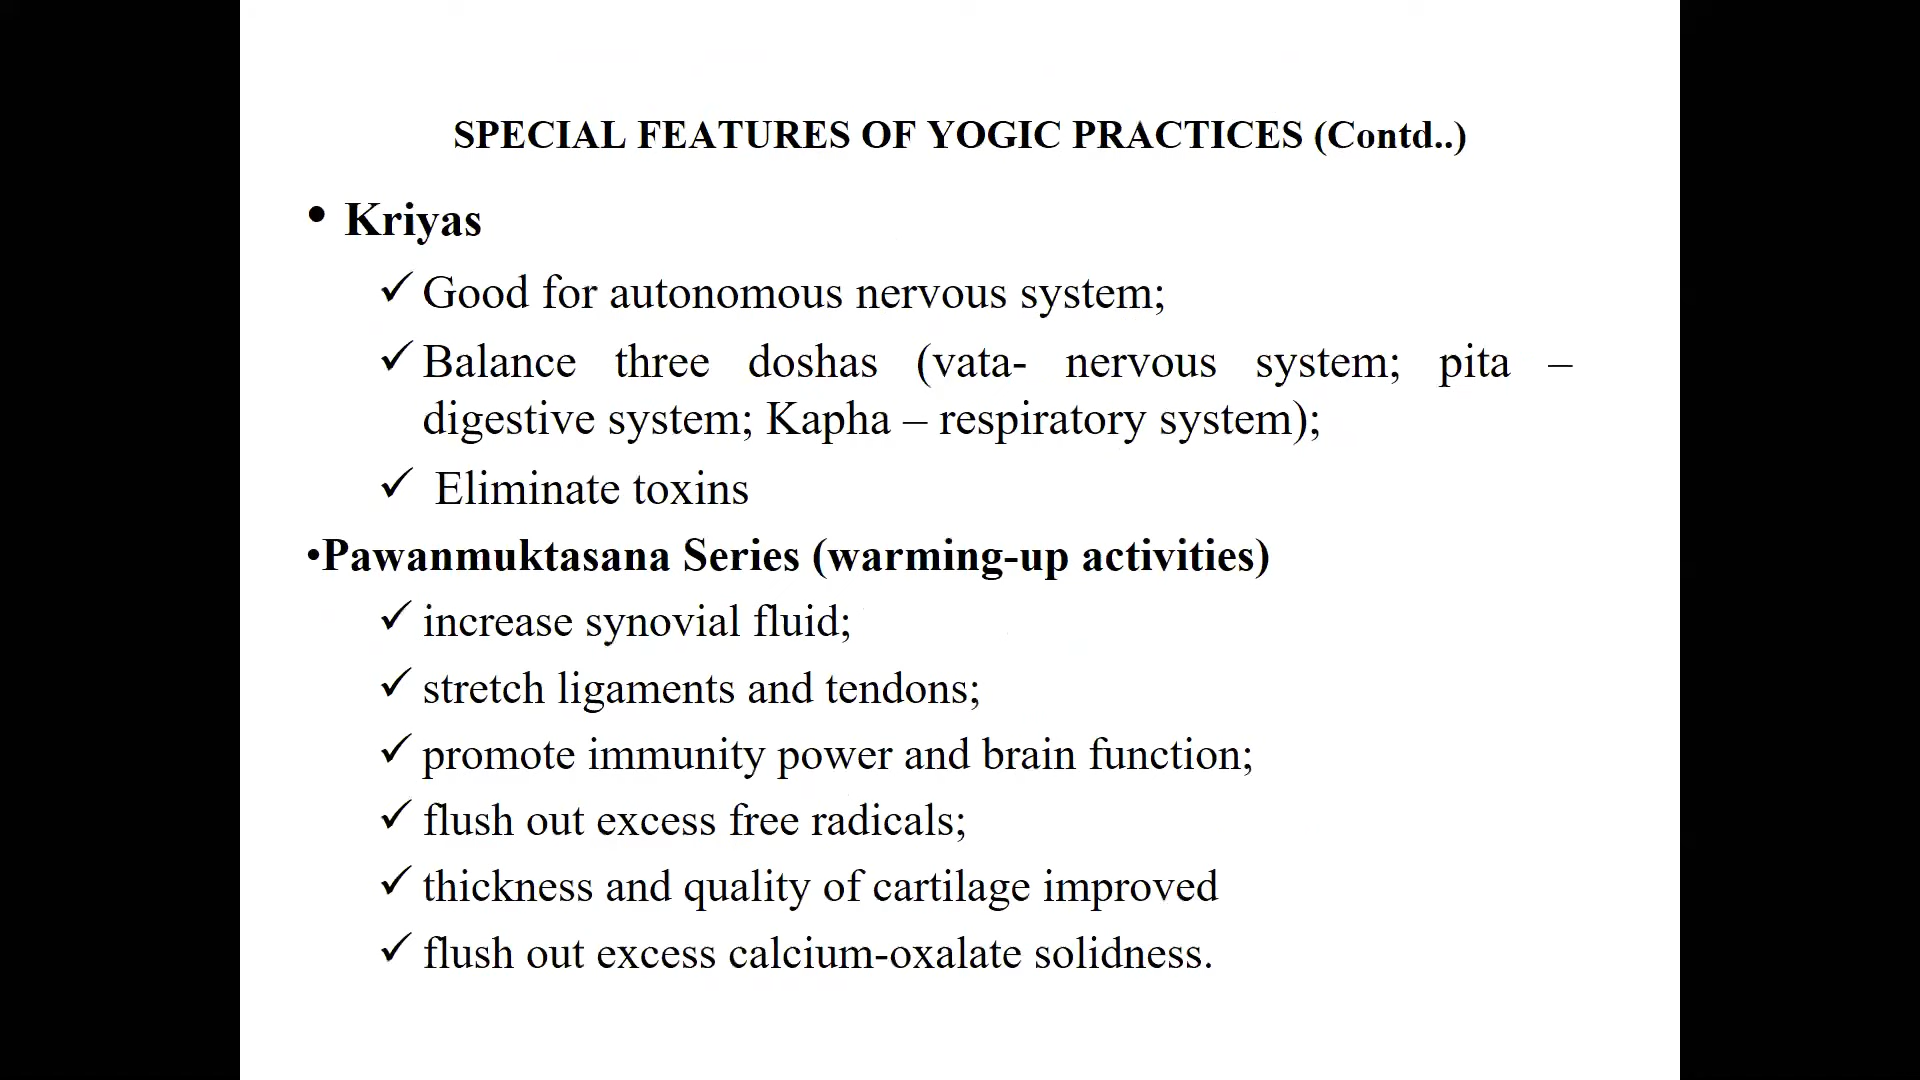 SPECIAL FEATURES OF YOGIC PRACTICES (Contd..)
• Kriyas
✓ Good for autonomous nervous system;
✓ Balance three doshas (vata- nervous system; pita –
digestive system; Kapha – respiratory system);
✓ Eliminate toxins
•Pawanmuktasana Series (warming-up activities)
✓ increase synovial fluid;
✓ stretch ligaments and tendons;
✓ promote immunity power and brain function;
✓ flush out excess free radicals;
✓ thickness and quality of cartilage improved
✓ flush out excess calcium-oxalate solidness.